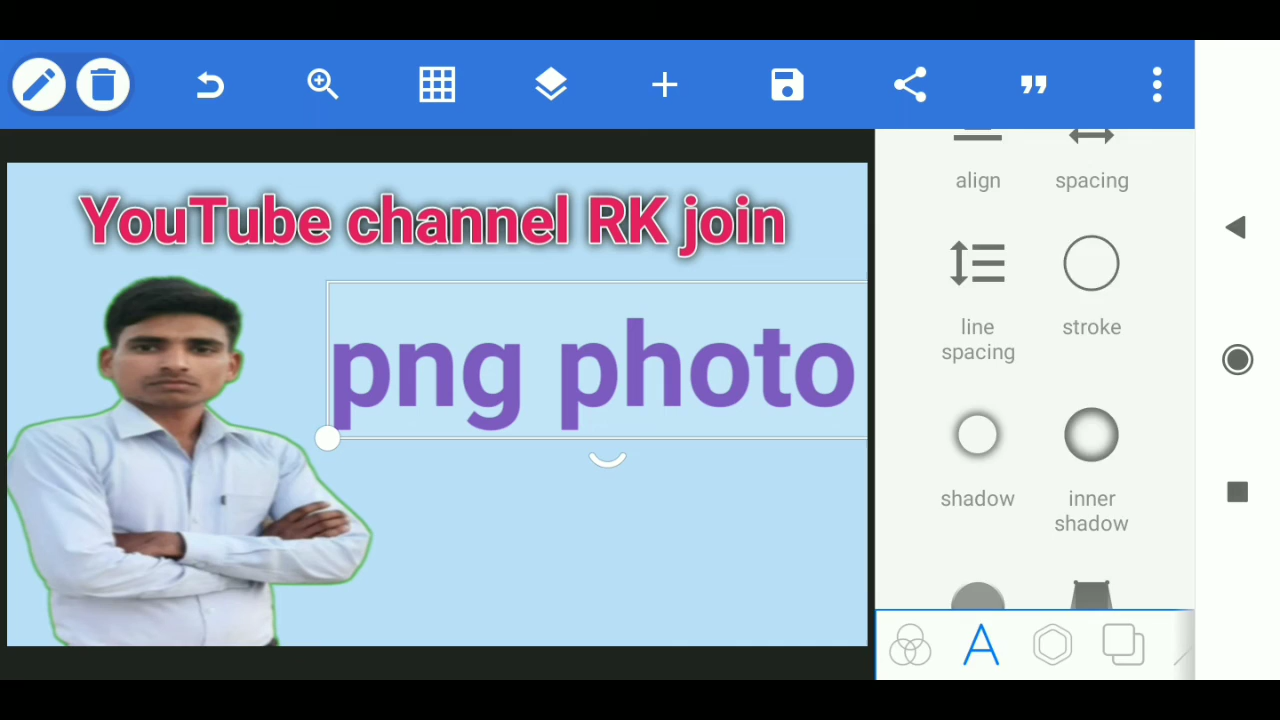 YouTube channel RK join
png photo
align
spacing
line
spacing
stroke
shadow
inner
shadow